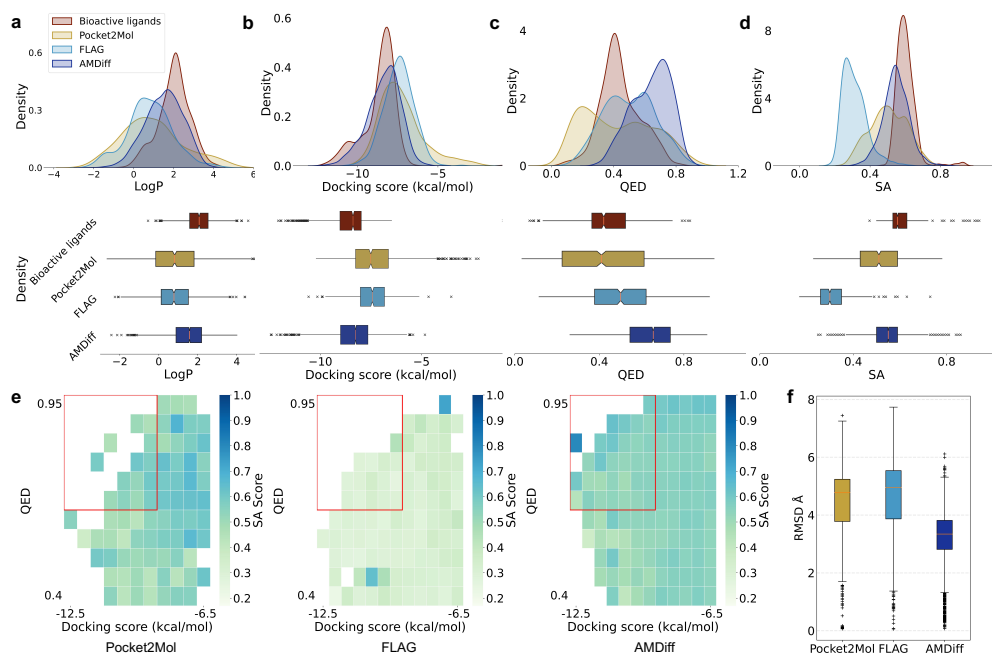 a
Bioactive ligands
Pocket2Mol
FLAG
AMDiff
Density
0.6
0.3
0.0
−4 −2 0 2 4 6
LogP
b
Density
0.6
0.4
0.2
0.0
−10 −5
Docking score (kcal/mol)
c
Density
4
2
0
0.0 0.4 0.8 1.2
QED
d
Density
8
4
0
0.0 0.4 0.8
SA
Density
Bioactive ligands
Pocket2Mol
FLAG
AMDiff
−2 0 2 4
LogP
−10 −5
Docking score (kcal/mol)
0.0 0.4 0.8
QED
0.4 0.8
SA
e
0.95
QED
0.4
-12.5 -6.5
Docking score (kcal/mol)
Pocket2Mol
1.0
0.9
0.8
0.7
0.6
0.5
0.4
0.3
0.2
SA Score
0.95
QED
0.4
-12.5 -6.5
Docking score (kcal/mol)
FLAG
1.0
0.9
0.8
0.7
0.6
0.5
0.4
0.3
0.2
SA Score
0.95
QED
0.4
-12.5 -6.5
Docking score (kcal/mol)
AMDiff
1.0
0.9
0.8
0.7
0.6
0.5
0.4
0.3
0.2
SA Score
f
RMSD Å
8
6
4
2
0
Pocket2Mol FLAG AMDiff